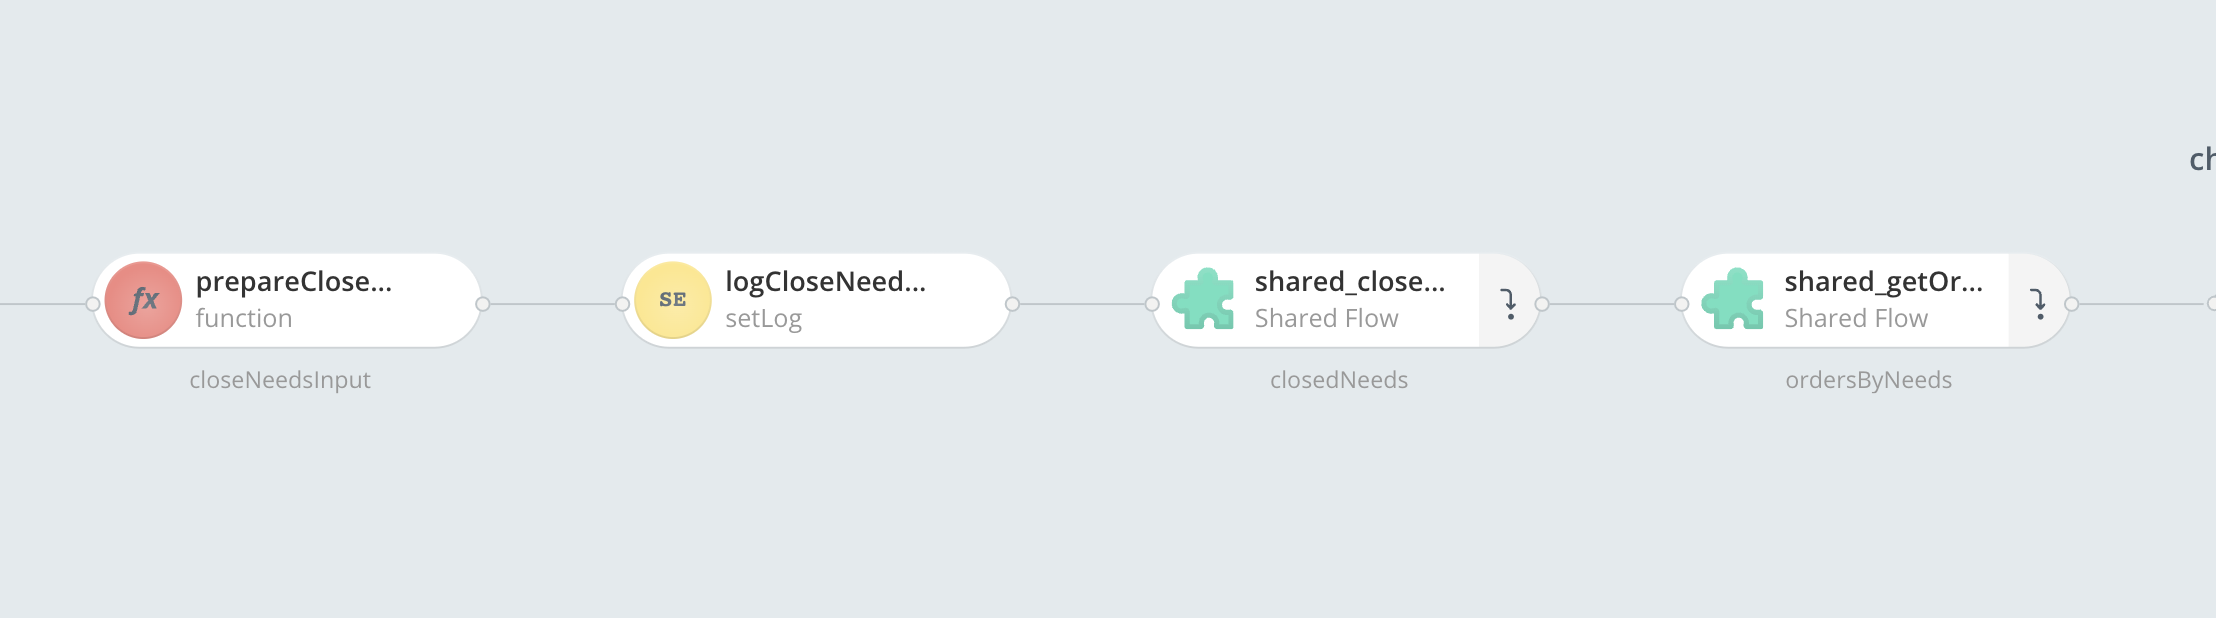 ch
fx
prepareClose...
function
SE
logCloseNeed...
setLog
shared_close...
Shared Flow
shared_getOr...
Shared Flow
closeNeedsInput
closedNeeds
ordersByNeeds